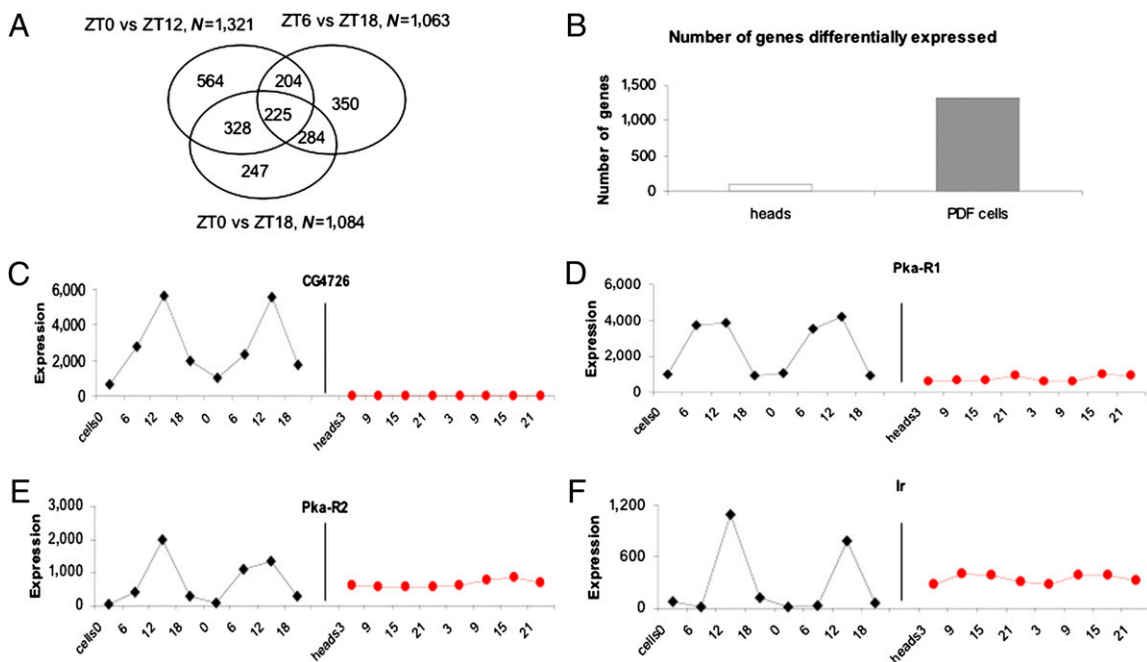 A
ZT0 vs ZT12, N=1,321
ZT6 vs ZT18, N=1,063
564
204
350
225
328
284
247
ZT0 vs ZT18, N=1,084
B
Number of genes differentially expressed
Number of genes
1,500
1,000
500
0
heads
PDF cells
C
CG4726
Expression
6,000
4,000
2,000
0
cells0 6 12 18 0 6 12 18 heads3 9 15 21 3 9 15 21
D
Pka-R1
Expression
6,000
4,000
2,000
0
cells0 6 12 18 0 6 12 18 heads3 9 15 21 3 9 15 21
E
Pka-R2
Expression
3,000
2,000
1,000
0
cells0 6 12 18 0 6 12 18 heads3 9 15 21 3 9 15 21
F
Expression
1,200
600
0
cells0 6 12 18 0 6 12 18 heads3 9 15 21 3 9 15 21